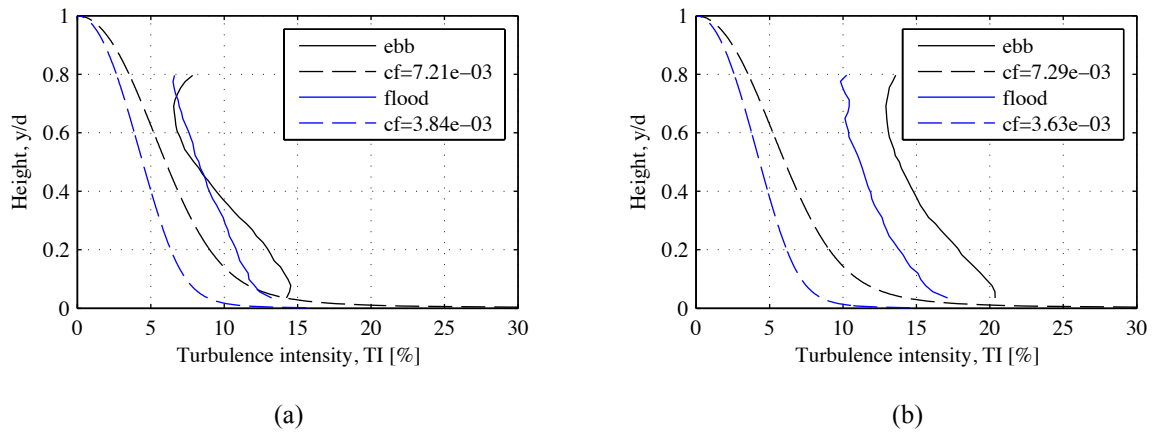 1
0.8
0.6
0.4
0.2
0
Height, y/d
0 5 10 15 20 25 30
Turbulence intensity, TI [%]
ebb
cf=7.21e−03
flood
cf=3.84e−03
(a)
1
0.8
0.6
0.4
0.2
0
Height, y/d
0 5 10 15 20 25 30
Turbulence intensity, TI [%]
ebb
cf=7.29e−03
flood
cf=3.63e−03
(b)